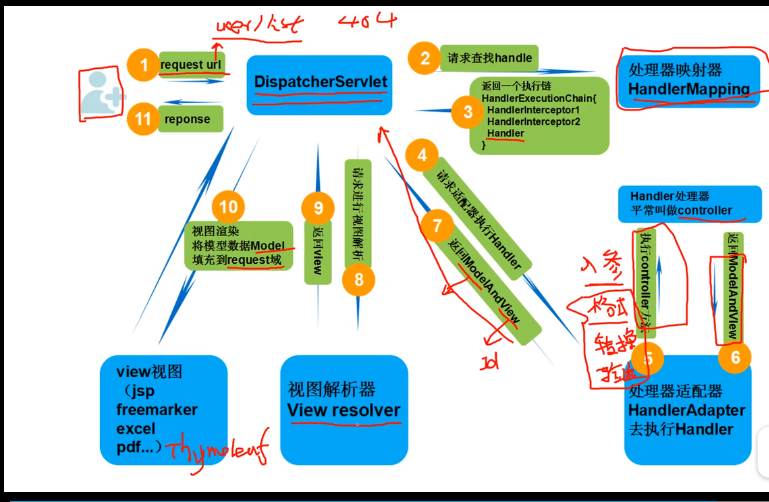 user/list 404
1
request url
DispatcherServlet
2
请求查找handle
处理器映射器
HandlerMapping
3
返回一个执行链
HandlerExecutionChain{
HandlerInterceptor1
HandlerInterceptor2
Handler
}
11
reponse
4
请求适配器执行Handler
7
返回ModelAndView
Handler处理器
平常叫做controller
10
视图渲染
将模型数据Model
填充到request域
9
返回view
请求进行视图解析
8
入参
格式
转换
验证
执行controller方法
5
返回ModelAndView
6
view视图
（jsp
freemarker
excel
pdf...）
Thymeleaf
视图解析器
View resolver
处理器适配器
HandlerAdapter
去执行Handler